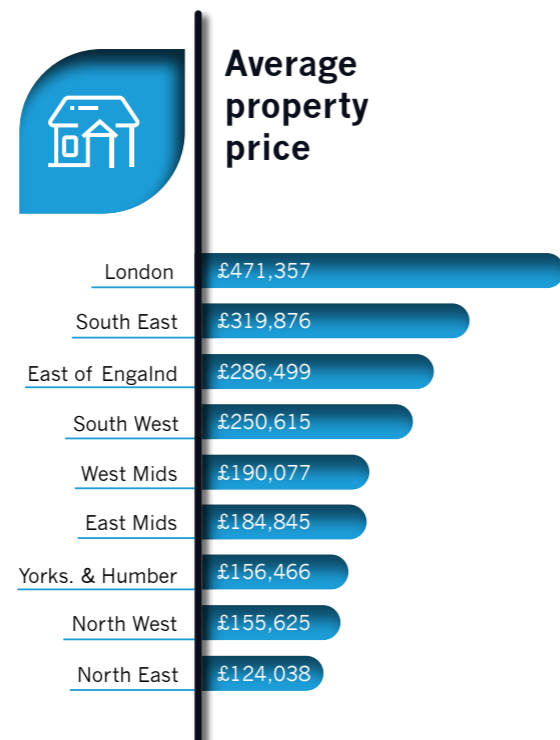 Average
property
price
London £471,357
South East £319,876
East of Engalnd £286,499
South West £250,615
West Mids £190,077
East Mids £184,845
Yorks. & Humber £156,466
North West £155,625
North East £124,038